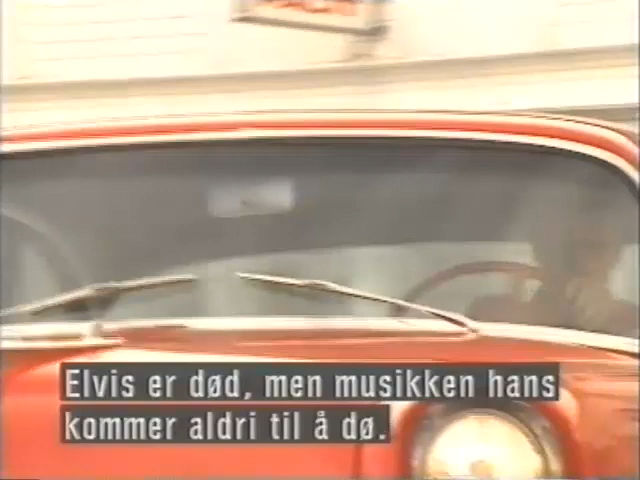 Elvis er død, men musikken hans
kommer aldri til å dø.